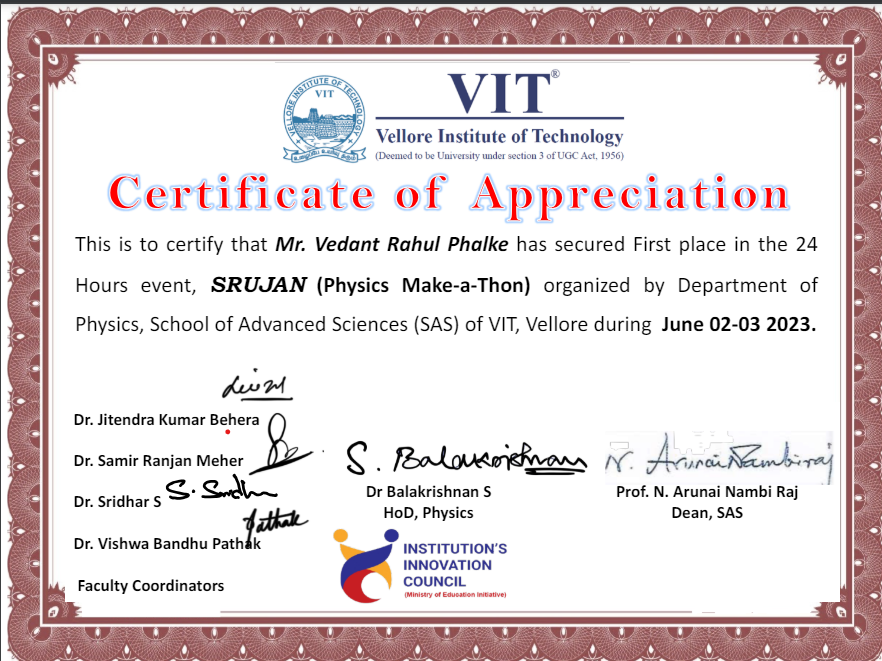 VELLORE INSTITUTE OF TECHNOLOGY
VIT
VIT®
Vellore Institute of Technology
(Deemed to be University under section 3 of UGC Act, 1956)
Certificate of Appreciation
This is to certify that Mr. Vedant Rahul Phalke has secured First place in the 24
Hours event, SRUJAN (Physics Make-a-Thon) organized by Department of
Physics, School of Advanced Sciences (SAS) of VIT, Vellore during June 02-03 2023.
Dr. Jitendra Kumar Behera
Dr. Samir Ranjan Meher
Dr. Sridhar S
Pathak
Dr. Vishwa Bandhu Pathak
Faculty Coordinators
S. Balakrishnan
Dr Balakrishnan S
HoD, Physics
N. Arunai Nambiraj
Prof. N. Arunai Nambi Raj
Dean, SAS
INSTITUTION'S
INNOVATION
COUNCIL
(Ministry of Education Initiative)